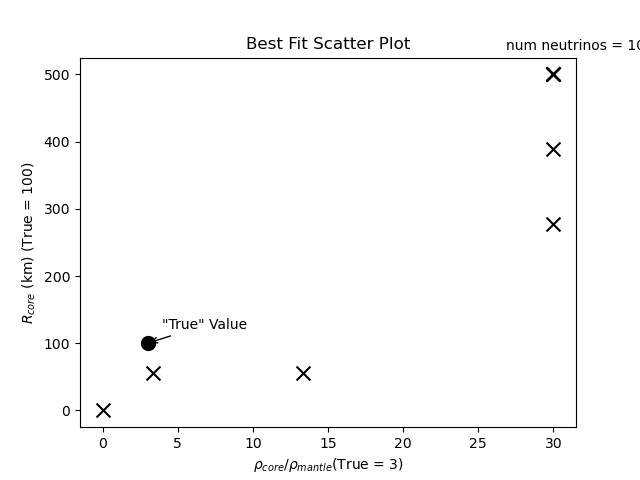 Best Fit Scatter Plot
num neutrinos = 10
500
400
300
200
100
0
R_core (km) (True = 100)
"True" Value
0 5 10 15 20 25 30
ρ_core/ρ_mantle(True = 3)